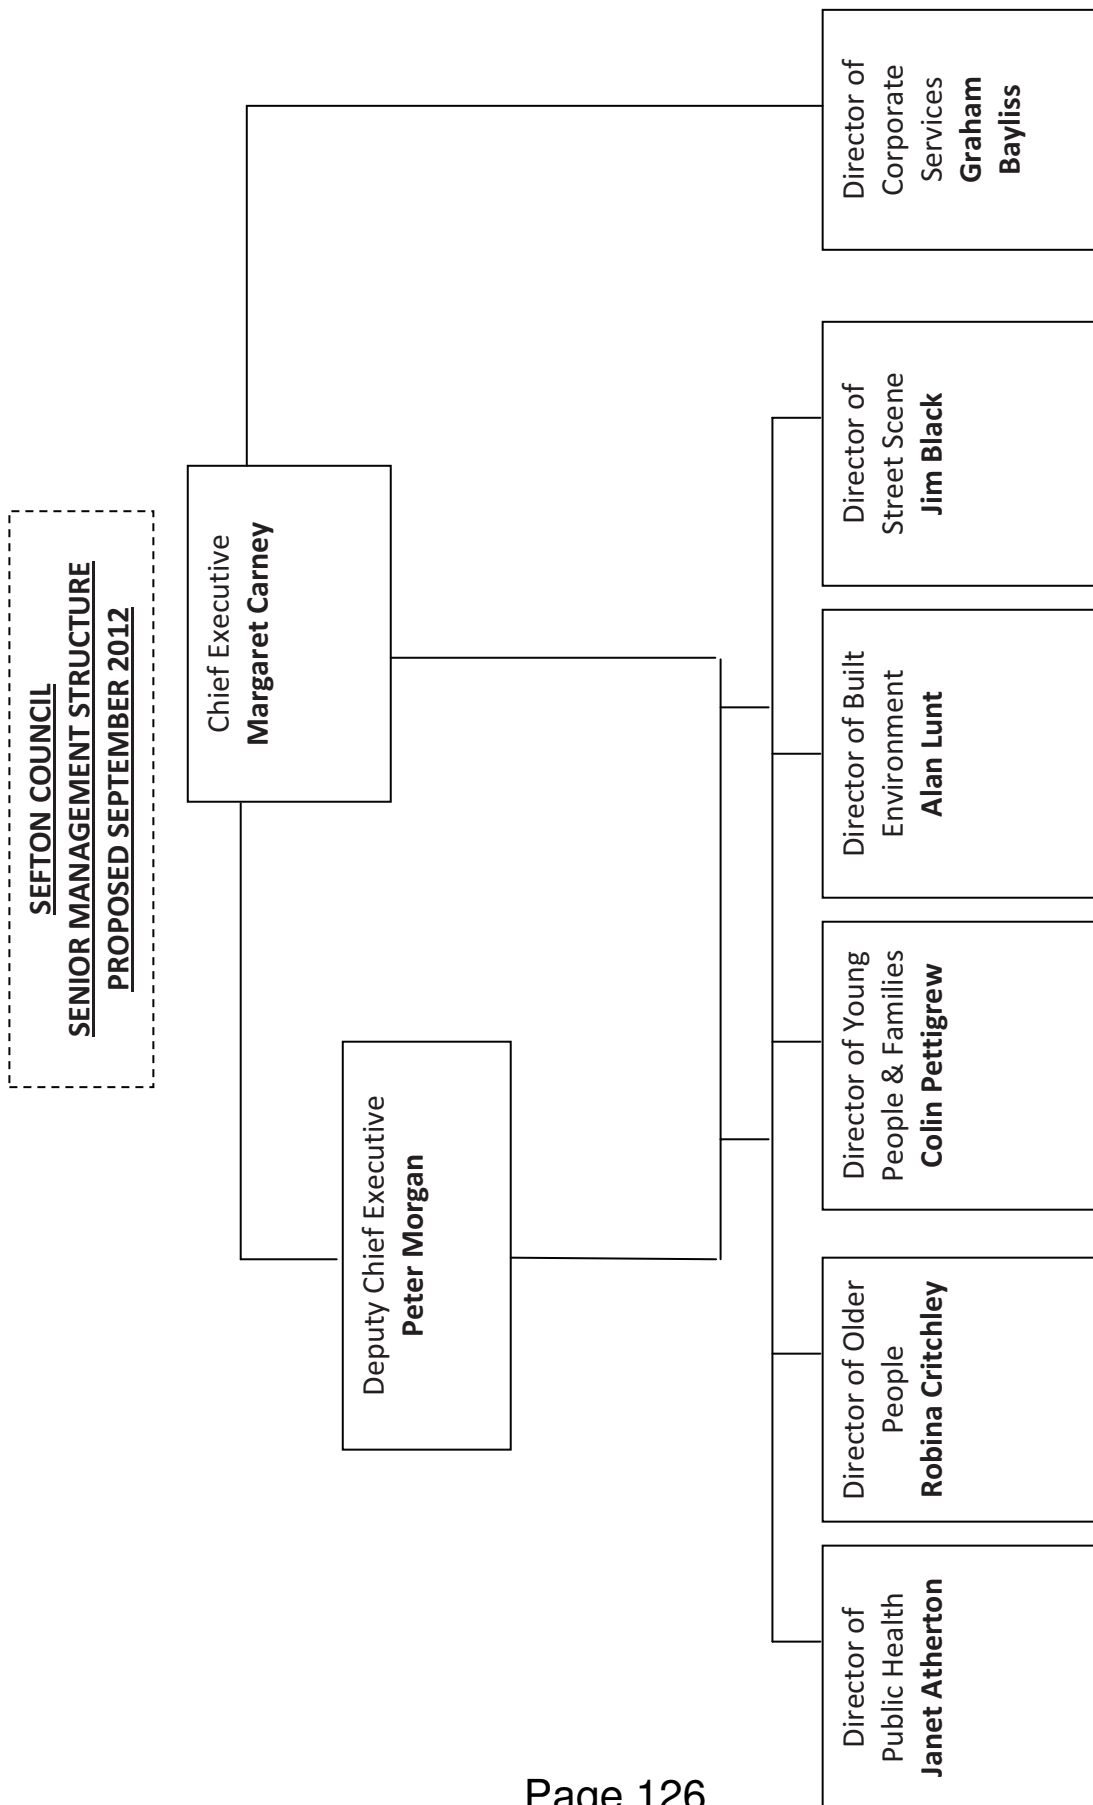 SEFTON COUNCIL
SENIOR MANAGEMENT STRUCTURE
PROPOSED SEPTEMBER 2012
Chief Executive
Margaret Carney
Deputy Chief Executive
Peter Morgan
Director of
Public Health
Janet Atherton
Director of Older
People
Robina Critchley
Director of Young
People & Families
Colin Pettigrew
Director of Built
Environment
Alan Lunt
Director of
Street Scene
Jim Black
Director of
Corporate
Services
Graham
Bayliss
Page 126